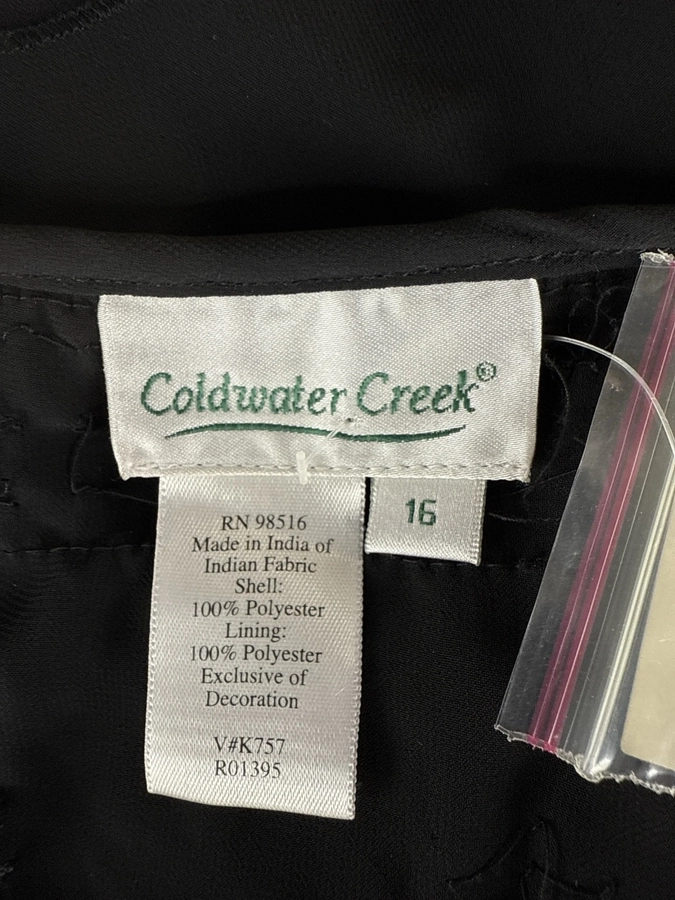 Coldwater Creek®
16
RN 98516
Made in India of
Indian Fabric
Shell:
100% Polyester
Lining:
100% Polyester
Exclusive of
Decoration
V#K757
R01395